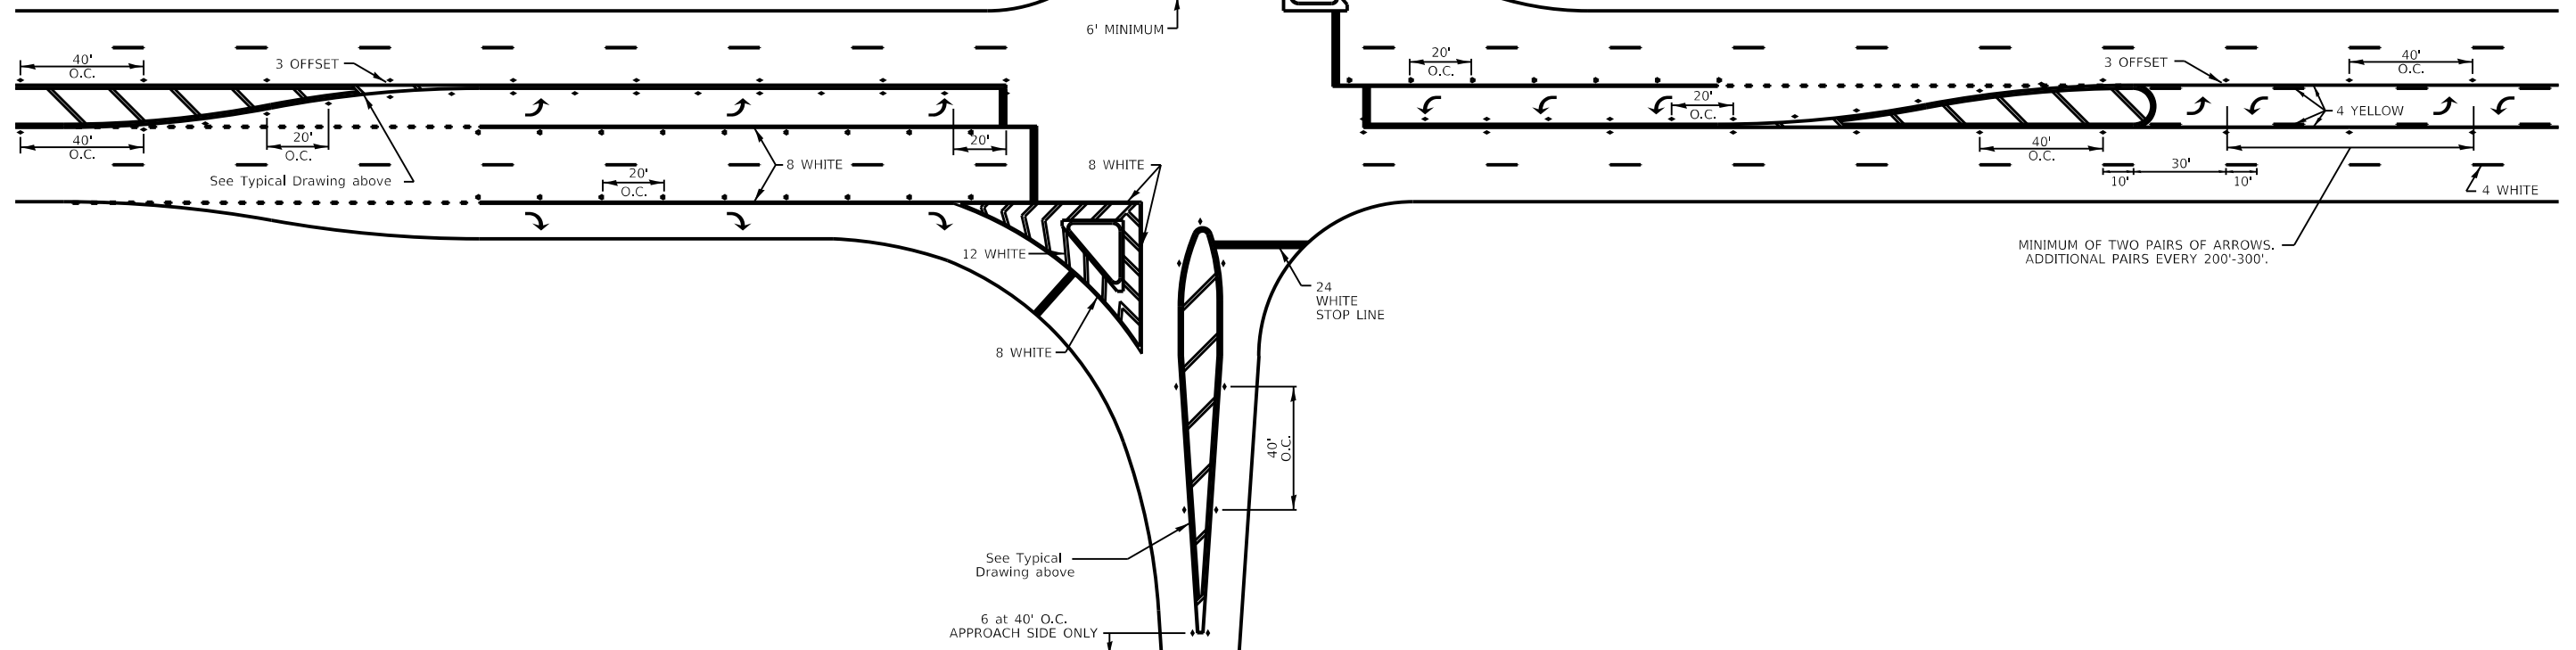 6' MINIMUM
40'
O.C.
3 OFFSET
20'
O.C.
3 OFFSET
40'
O.C.
20'
O.C.
4 YELLOW
40'
O.C.
20'
O.C.
See Typical Drawing above
20'
O.C.
8 WHITE
20'
8 WHITE
40'
O.C.
30'
10'
10'
4 WHITE
12 WHITE
MINIMUM OF TWO PAIRS OF ARROWS.
ADDITIONAL PAIRS EVERY 200'-300'.
24
WHITE
STOP LINE
8 WHITE
40'
O.C.
See Typical
Drawing above
6 at 40' O.C.
APPROACH SIDE ONLY